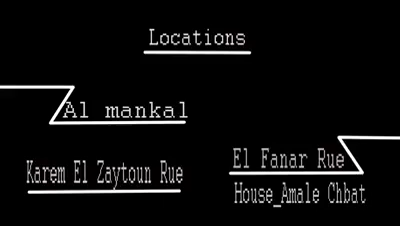 Locations
Al mankal
Karem El Zaytoun Rue
El Fanar Rue
House_Amale Chbat